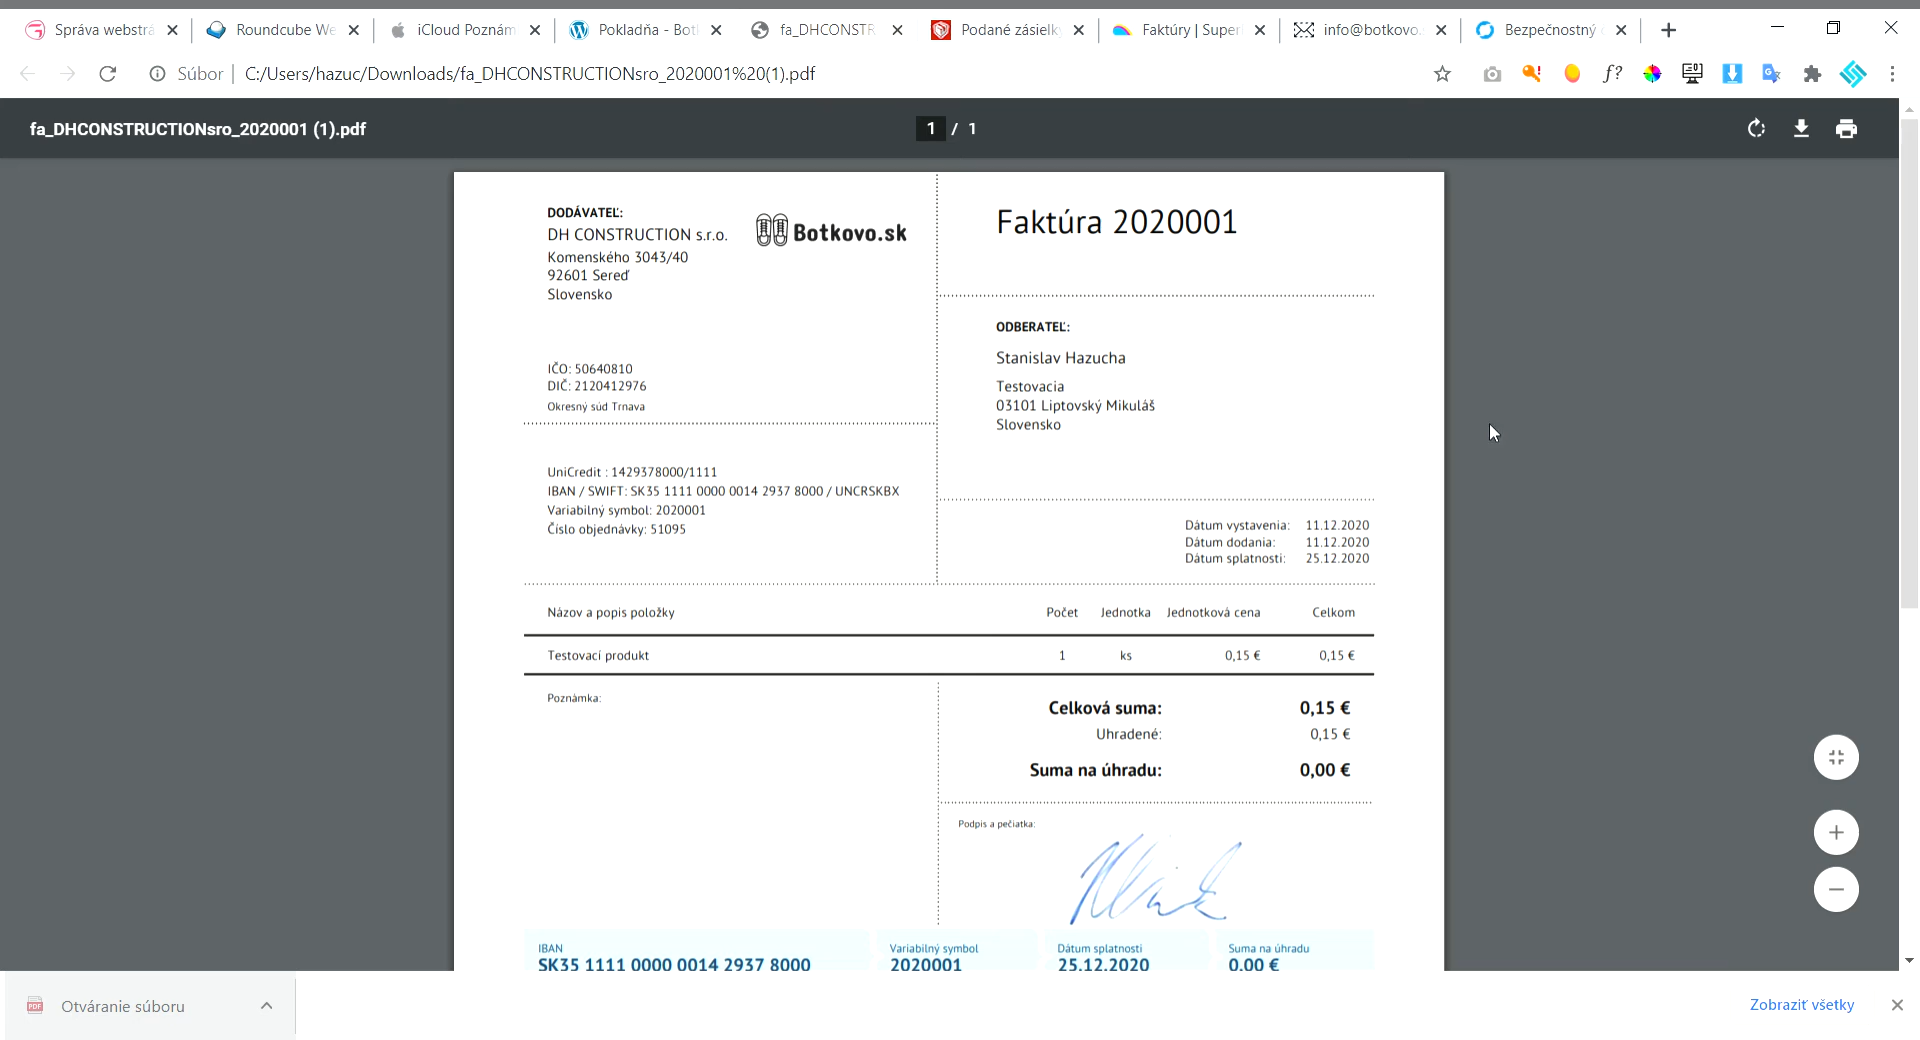 Správa webstrá
Roundcube We
iCloud Poznám
Pokladňa - Bot
fa_DHCONSTR
Podané zásielk
Faktúry | Super
info@botkovo.
Bezpečnostný
Súbor
C:/Users/hazuc/Downloads/fa_DHCONSTRUCTIONsro_2020001%20(1).pdf
f?
fa_DHCONSTRUCTIONsro_2020001 (1).pdf
1 / 1
DODÁVATEĽ:
DH CONSTRUCTION s.r.o.
Komenského 3043/40
92601 Sereď
Slovensko
Botkovo.sk
Faktúra 2020001
IČO: 50640810
DIČ: 2120412976
Okresný súd Trnava
ODBERATEĽ:
Stanislav Hazucha
Testovacia
03101 Liptovský Mikuláš
Slovensko
UniCredit : 1429378000/1111
IBAN / SWIFT: SK35 1111 0000 0014 2937 8000 / UNCRSKBX
Variabilný symbol: 2020001
Číslo objednávky: 51095
Dátum vystavenia: 11.12.2020
Dátum dodania: 11.12.2020
Dátum splatnosti: 25.12.2020
Názov a popis položky Počet Jednotka Jednotková cena Celkom
Testovací produkt 1 ks 0,15 € 0,15 €
Poznámka:
Celková suma: 0,15 €
Uhradené: 0,15 €
Suma na úhradu: 0,00 €
Podpis a pečiatka:
IBAN Variabilný symbol Dátum splatnosti Suma na úhradu
SK35 1111 0000 0014 2937 8000 2020001 25.12.2020 0,00 €
PDF
Otváranie súboru
Zobraziť všetky